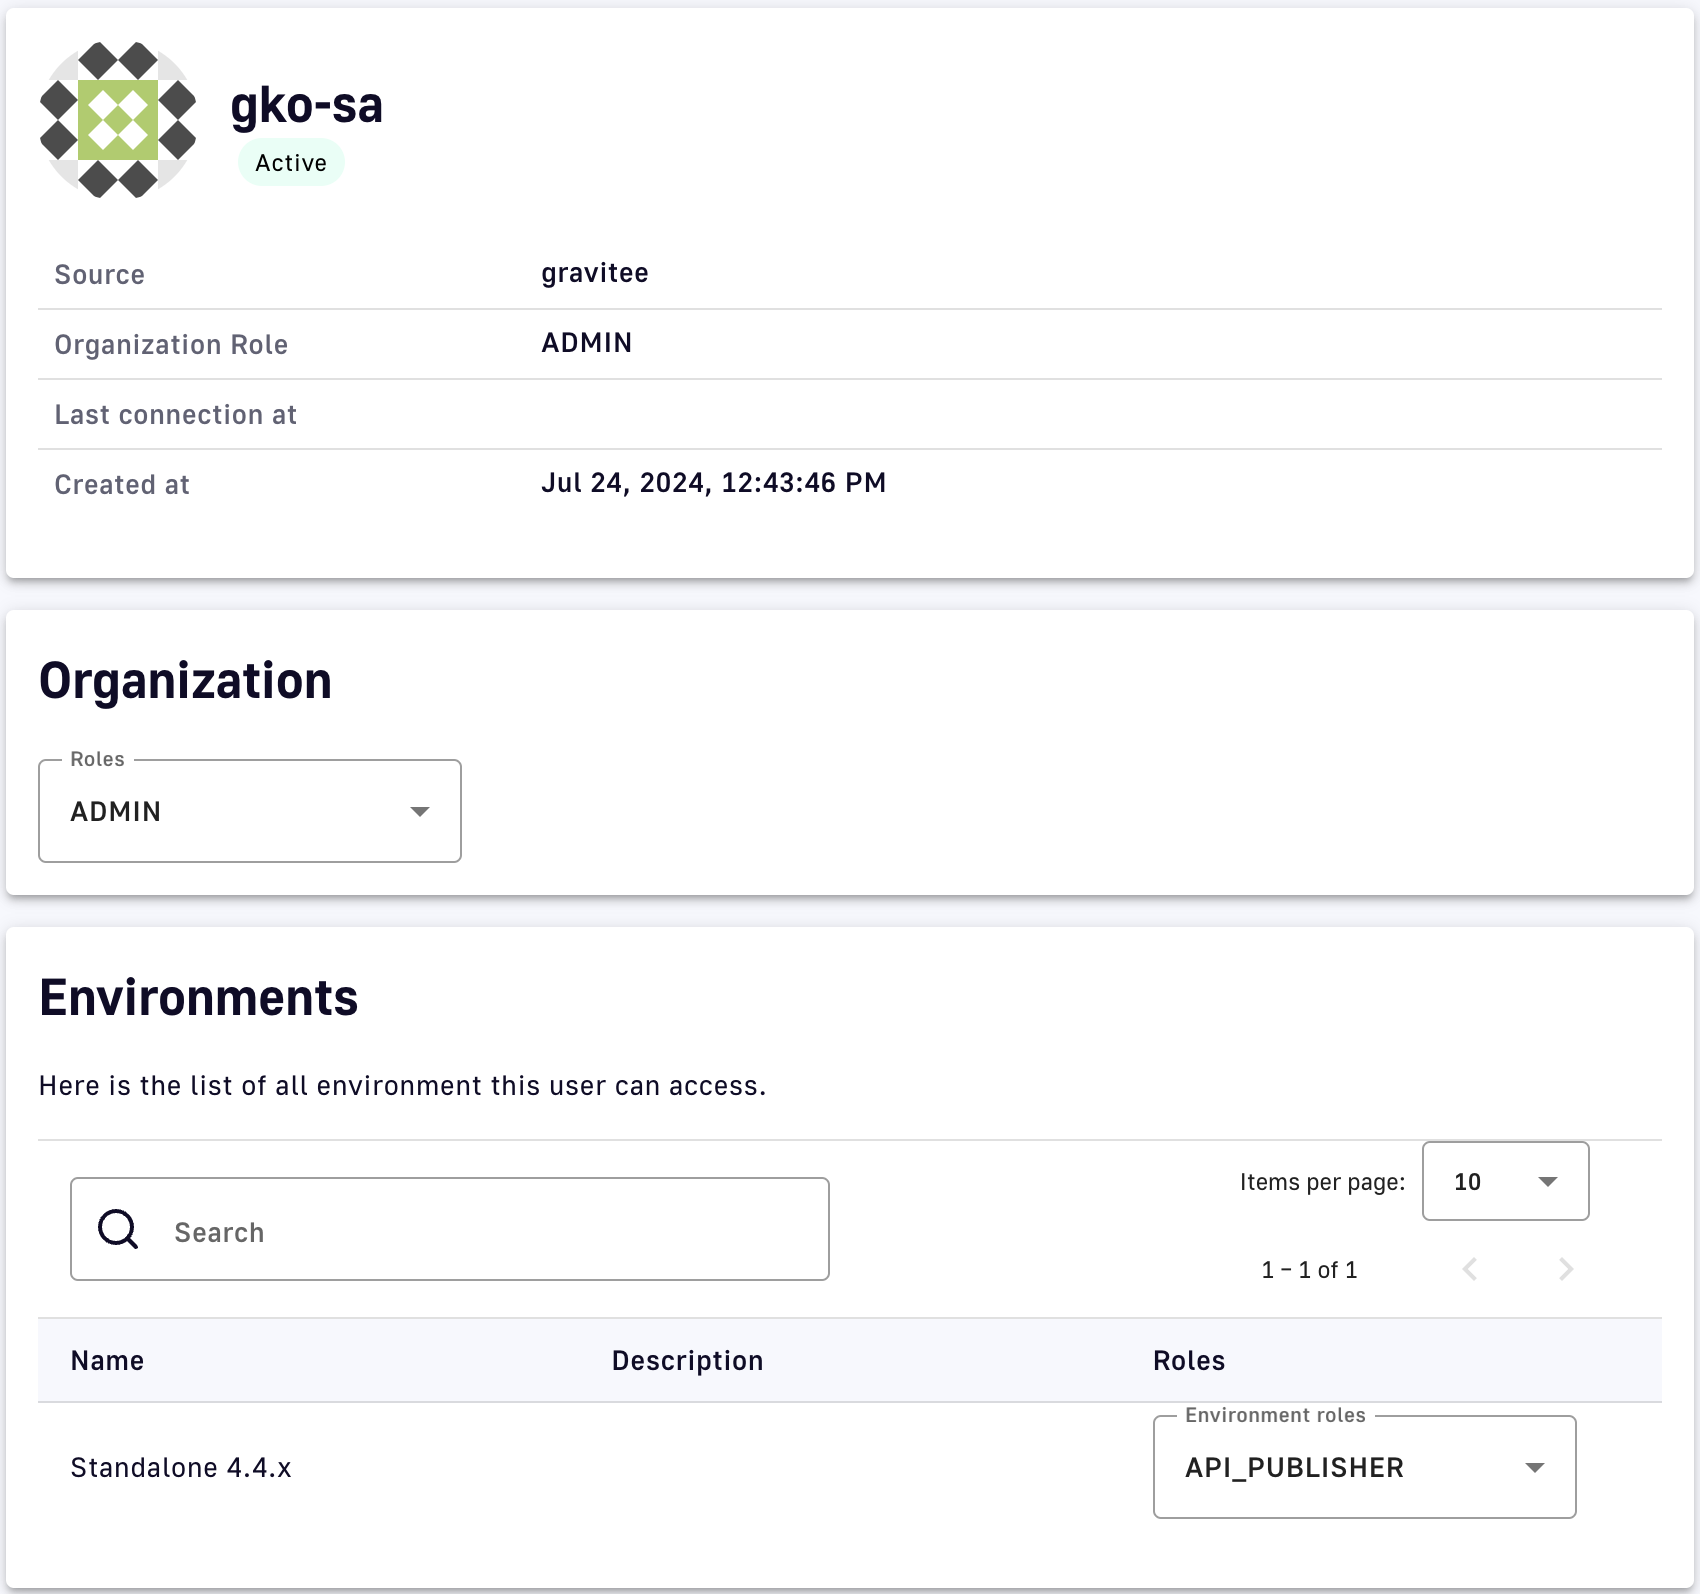 gko-sa
Active
Source gravitee
Organization Role ADMIN
Last connection at
Created at Jul 24, 2024, 12:43:46 PM
Organization
Roles
ADMIN
Environments
Here is the list of all environment this user can access.
Search
Items per page: 10
1 – 1 of 1
Name Description Roles
Environment roles
Standalone 4.4.x API_PUBLISHER